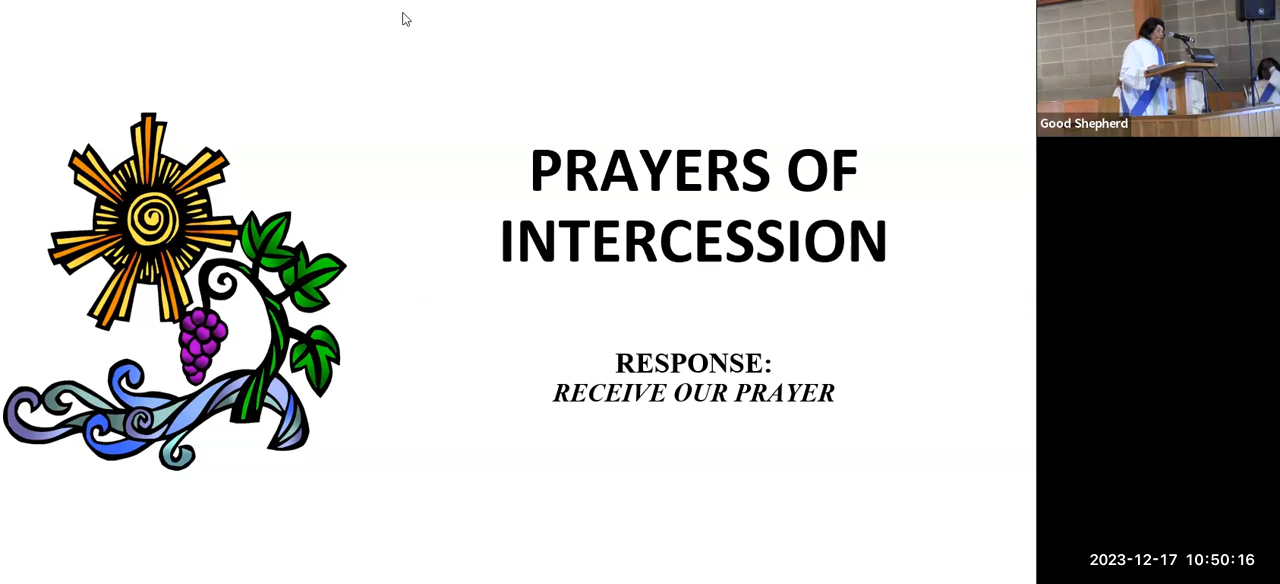 PRAYERS OF
INTERCESSION
RESPONSE:
RECEIVE OUR PRAYER
Good Shepherd
2023-12-17 10:50:16